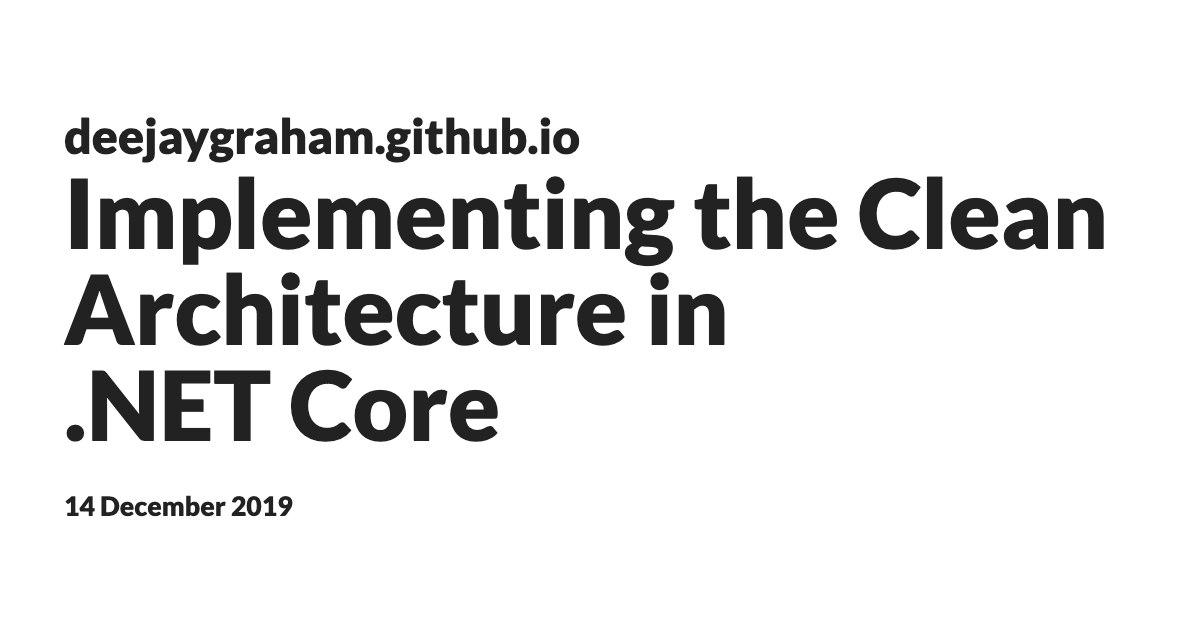 deejaygraham.github.io
Implementing the Clean
Architecture in
.NET Core
14 December 2019